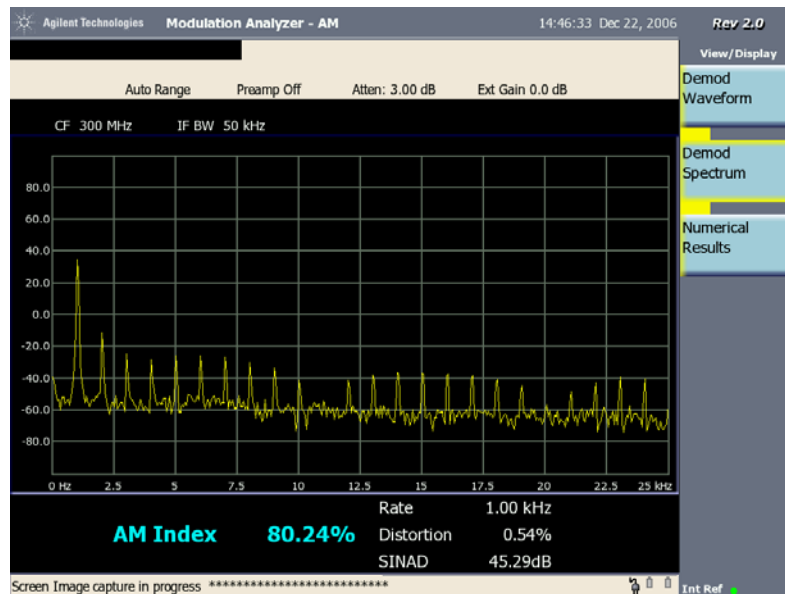 Agilent Technologies Modulation Analyzer - AM 14:46:33 Dec 22, 2006 Rev 2.0
View/Display
Auto Range Preamp Off Atten: 3.00 dB Ext Gain 0.0 dB
CF 300 MHz IF BW 50 kHz
Demod
Waveform
Demod
Spectrum
Numerical
Results
80.0
60.0
40.0
20.0
0.0
-20.0
-40.0
-60.0
-80.0
0 Hz 2.5 5 7.5 10 12.5 15 17.5 20 22.5 25 kHz
AM Index 80.24%
Rate 1.00 kHz
Distortion 0.54%
SINAD 45.29dB
Screen Image capture in progress **************************
Int Ref